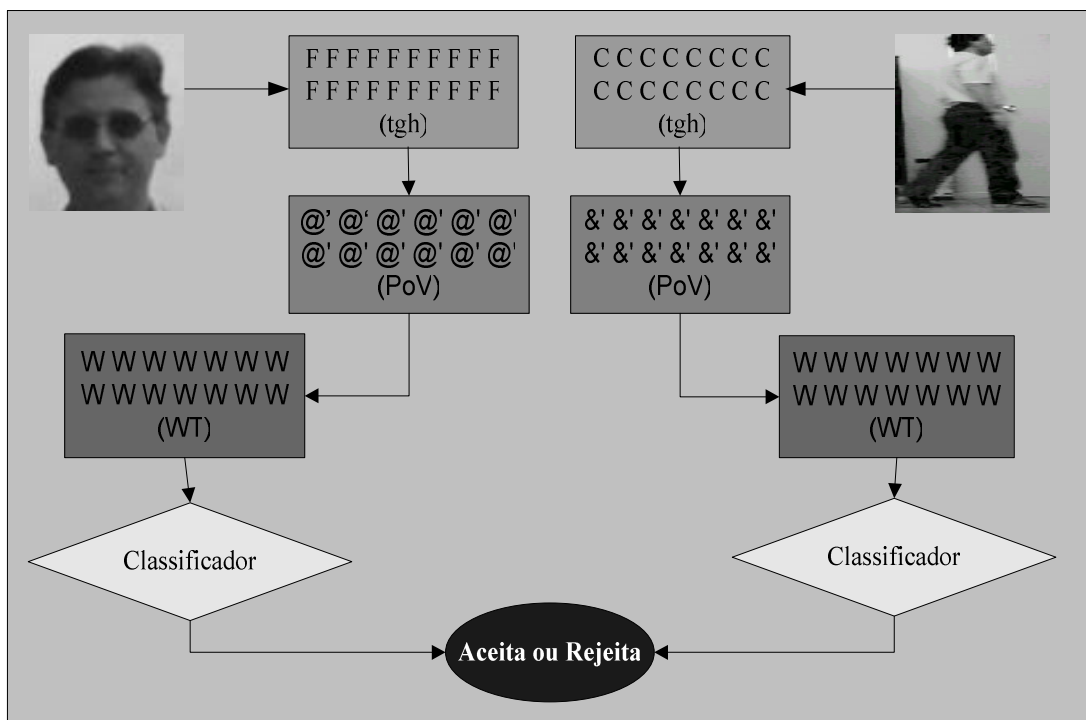 F F F F F F F F F F
F F F F F F F F F F
(tgh)
C C C C C C C C
C C C C C C C C
(tgh)
@’ @‘ @' @' @' @'
@' @' @' @' @' @'
(PoV)
&' &' &' &' &' &' &'
&' &' &' &' &' &' &'
(PoV)
W W W W W W W
W W W W W W W
(WT)
W W W W W W W
W W W W W W W
(WT)
Classificador
Classificador
Aceita ou Rejeita